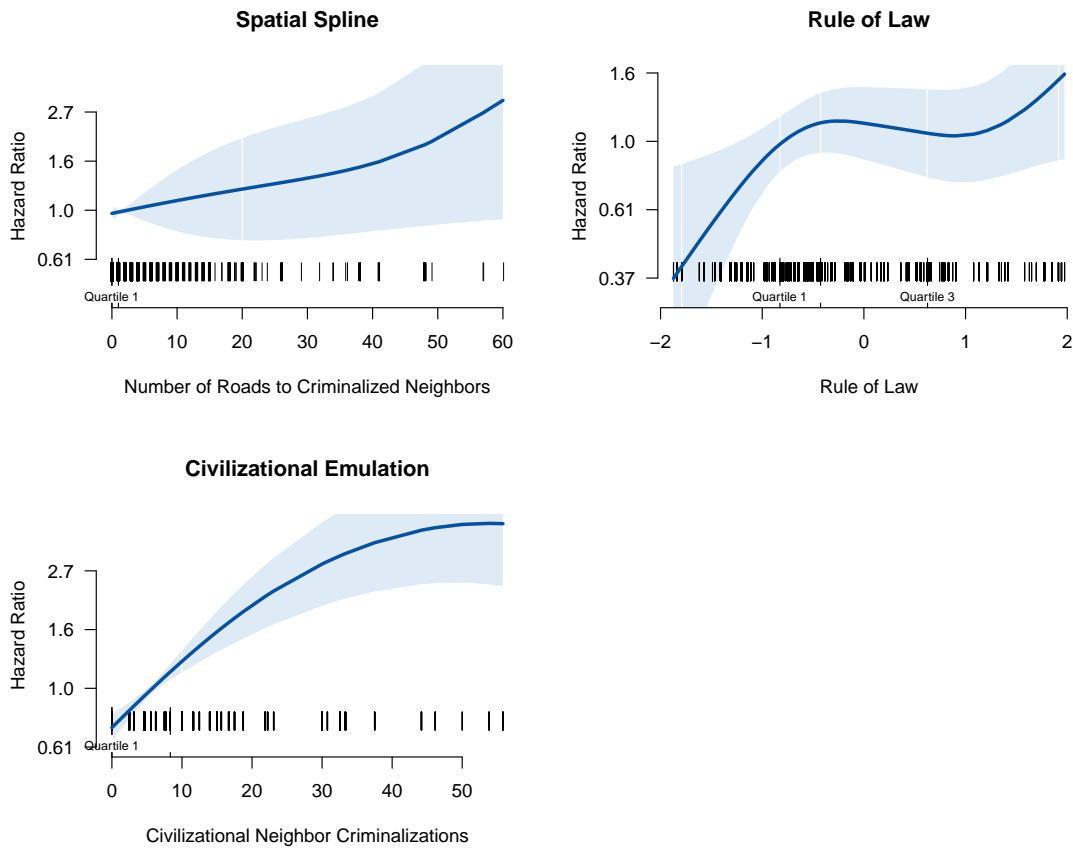 Spatial Spline
Hazard Ratio
2.7
1.6
1.0
0.61
Quartile 1
0 10 20 30 40 50 60
Number of Roads to Criminalized Neighbors
Rule of Law
Hazard Ratio
1.6
1.0
0.61
0.37
Quartile 1 Quartile 3
−2 −1 0 1 2
Rule of Law
Civilizational Emulation
Hazard Ratio
2.7
1.6
1.0
0.61
Quartile 1
0 10 20 30 40 50
Civilizational Neighbor Criminalizations